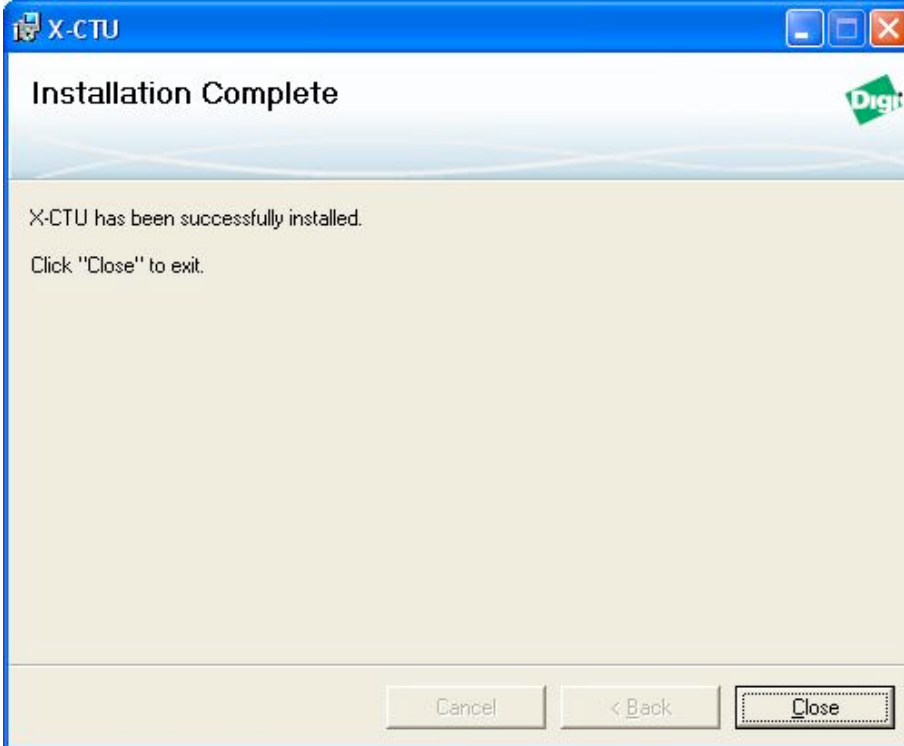 X-CTU
Installation Complete
Digi
X-CTU has been successfully installed.
Click "Close" to exit.
Cancel
< Back
Close